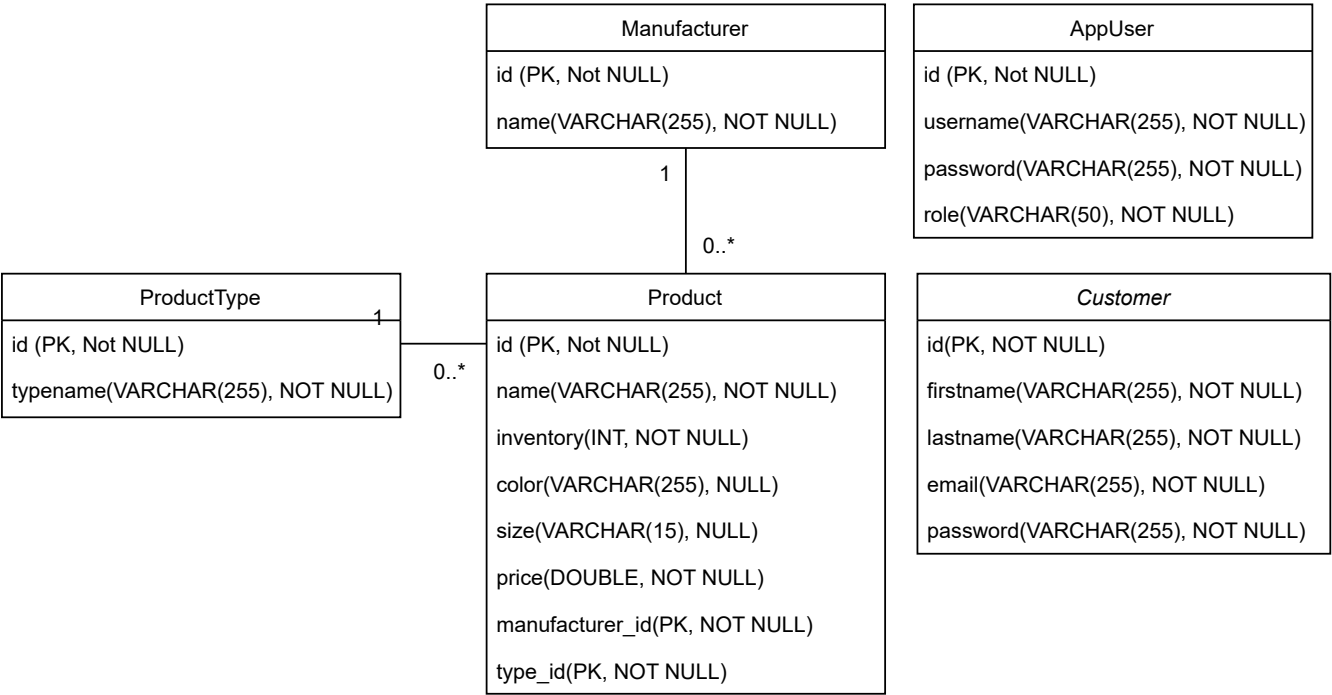 Manufacturer
id (PK, Not NULL)
name(VARCHAR(255), NOT NULL)
1
0..*
AppUser
id (PK, Not NULL)
username(VARCHAR(255), NOT NULL)
password(VARCHAR(255), NOT NULL)
role(VARCHAR(50), NOT NULL)
ProductType
id (PK, Not NULL)
typename(VARCHAR(255), NOT NULL)
1
0..*
Product
id (PK, Not NULL)
name(VARCHAR(255), NOT NULL)
inventory(INT, NOT NULL)
color(VARCHAR(255), NULL)
size(VARCHAR(15), NULL)
price(DOUBLE, NOT NULL)
manufacturer_id(PK, NOT NULL)
type_id(PK, NOT NULL)
Customer
id(PK, NOT NULL)
firstname(VARCHAR(255), NOT NULL)
lastname(VARCHAR(255), NOT NULL)
email(VARCHAR(255), NOT NULL)
password(VARCHAR(255), NOT NULL)